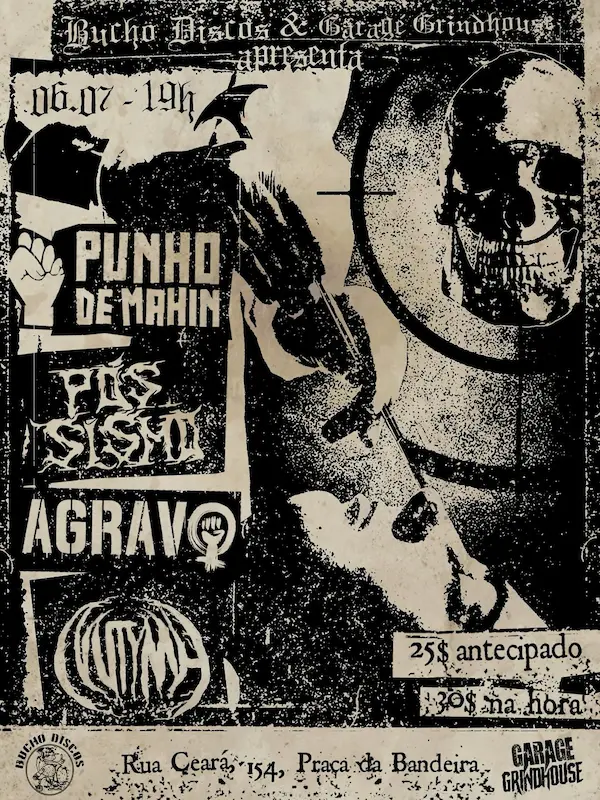 Bucho Discos & Garage Grindhouse
apresenta
06.07 - 19h
PUNHO
DE MAHIN
PÓS
SISMO
AGRAVO
25$ antecipado
30$ na hora
BUCHO DISCOS
Rua Ceará, 154, Praça da Bandeira
GARAGE
GRINDHOUSE